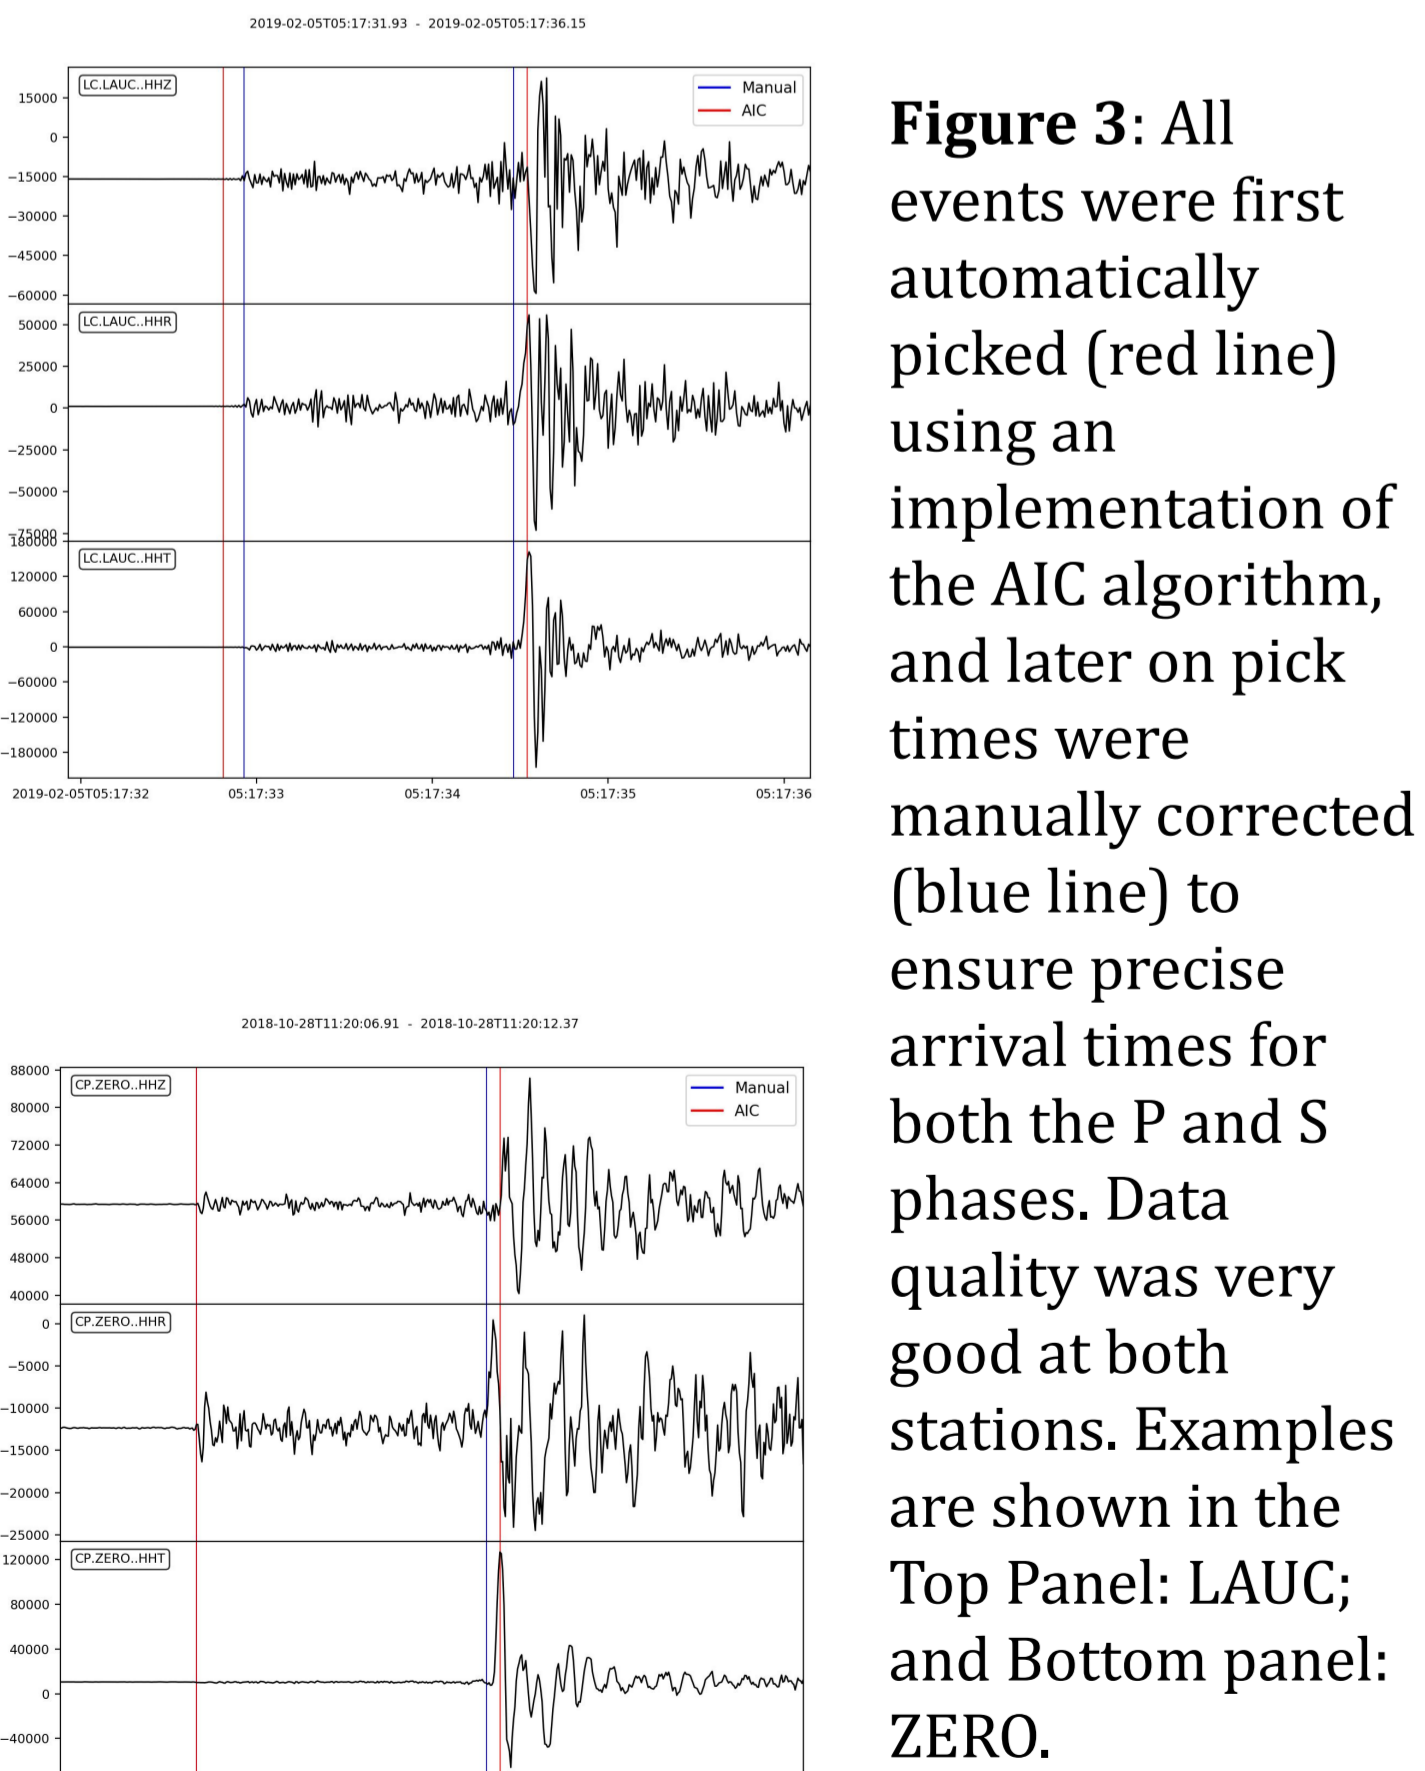 2019-02-05T05:17:31.93 - 2019-02-05T05:17:36.15
LC.LAUC..HHZ
Manual
AIC
15000
0
−15000
−30000
−45000
−60000
LC.LAUC..HHR
50000
25000
0
−25000
−50000
−75000
LC.LAUC..HHT
180000
120000
60000
0
−60000
−120000
−180000
2019-02-05T05:17:32 05:17:33 05:17:34 05:17:35 05:17:36
2018-10-28T11:20:06.91 - 2018-10-28T11:20:12.37
CP.ZERO..HHZ
Manual
AIC
88000
80000
72000
64000
56000
48000
40000
CP.ZERO..HHR
0
−5000
−10000
−15000
−20000
−25000
CP.ZERO..HHT
120000
80000
40000
0
−40000
Figure 3: All
events were first
automatically
picked (red line)
using an
implementation of
the AIC algorithm,
and later on pick
times were
manually corrected
(blue line) to
ensure precise
arrival times for
both the P and S
phases. Data
quality was very
good at both
stations. Examples
are shown in the
Top Panel: LAUC;
and Bottom panel:
ZERO.